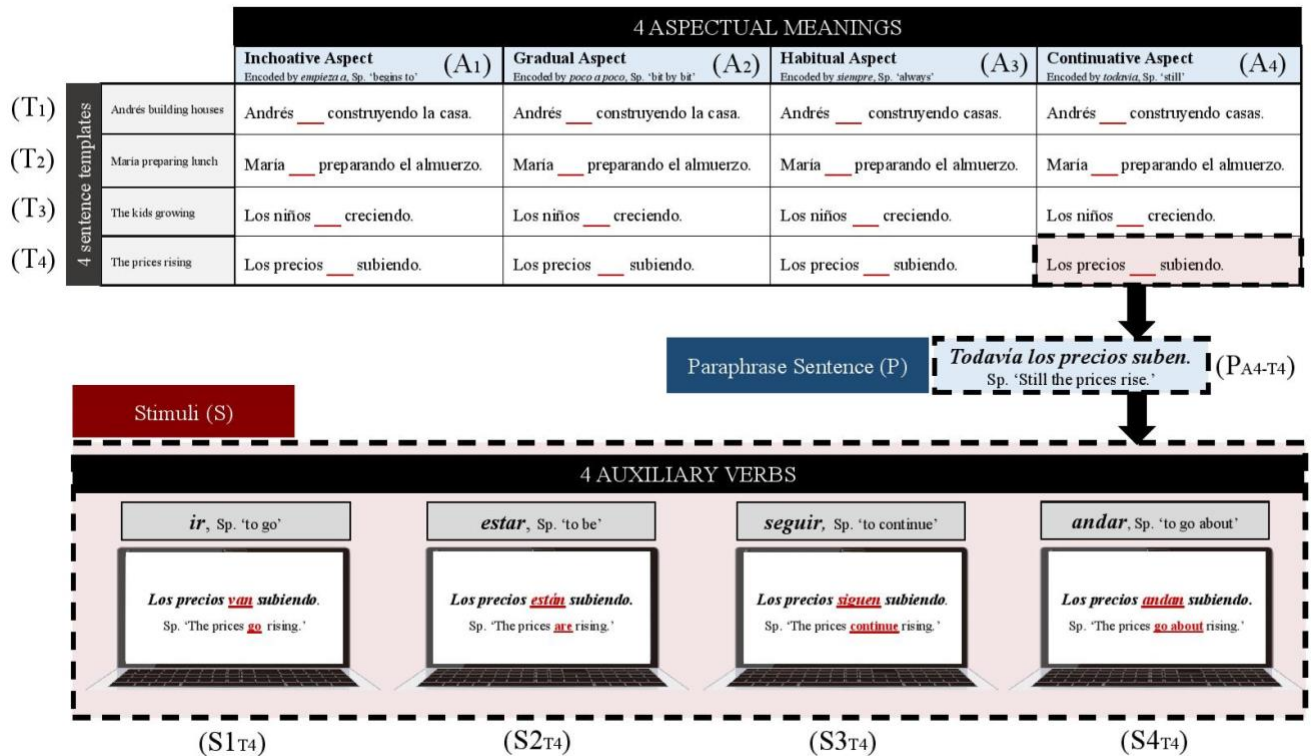 4 ASPECTUAL MEANINGS
Inchoative Aspect (A1)
Encoded by empieza a, Sp. ‘begins to’
Gradual Aspect (A2)
Encoded by poco a poco, Sp. ‘bit by bit’
Habitual Aspect (A3)
Encoded by siempre, Sp. ‘always’
Continuative Aspect (A4)
Encoded by todavía, Sp. ‘still’
4 sentence templates
(T1)
Andrés building houses
Andrés ___ construyendo la casa.
Andrés ___ construyendo la casa.
Andrés ___ construyendo casas.
Andrés ___ construyendo casas.
(T2)
María preparing lunch
María ___ preparando el almuerzo.
María ___ preparando el almuerzo.
María ___ preparando el almuerzo.
María ___ preparando el almuerzo.
(T3)
The kids growing
Los niños ___ creciendo.
Los niños ___ creciendo.
Los niños ___ creciendo.
Los niños ___ creciendo.
(T4)
The prices rising
Los precios ___ subiendo.
Los precios ___ subiendo.
Los precios ___ subiendo.
Los precios ___ subiendo.
Paraphrase Sentence (P)
Todavía los precios suben.
Sp. ‘Still the prices rise.’
(PA4-T4)
Stimuli (S)
4 AUXILIARY VERBS
ir, Sp. ‘to go’
estar, Sp. ‘to be’
seguir, Sp. ‘to continue’
andar, Sp. ‘to go about’
Los precios van subiendo.
Sp. ‘The prices go rising.’
Los precios están subiendo.
Sp. ‘The prices are rising.’
Los precios siguen subiendo.
Sp. ‘The prices continue rising.’
Los precios andan subiendo.
Sp. ‘The prices go about rising.’
(S1T4)
(S2T4)
(S3T4)
(S4T4)